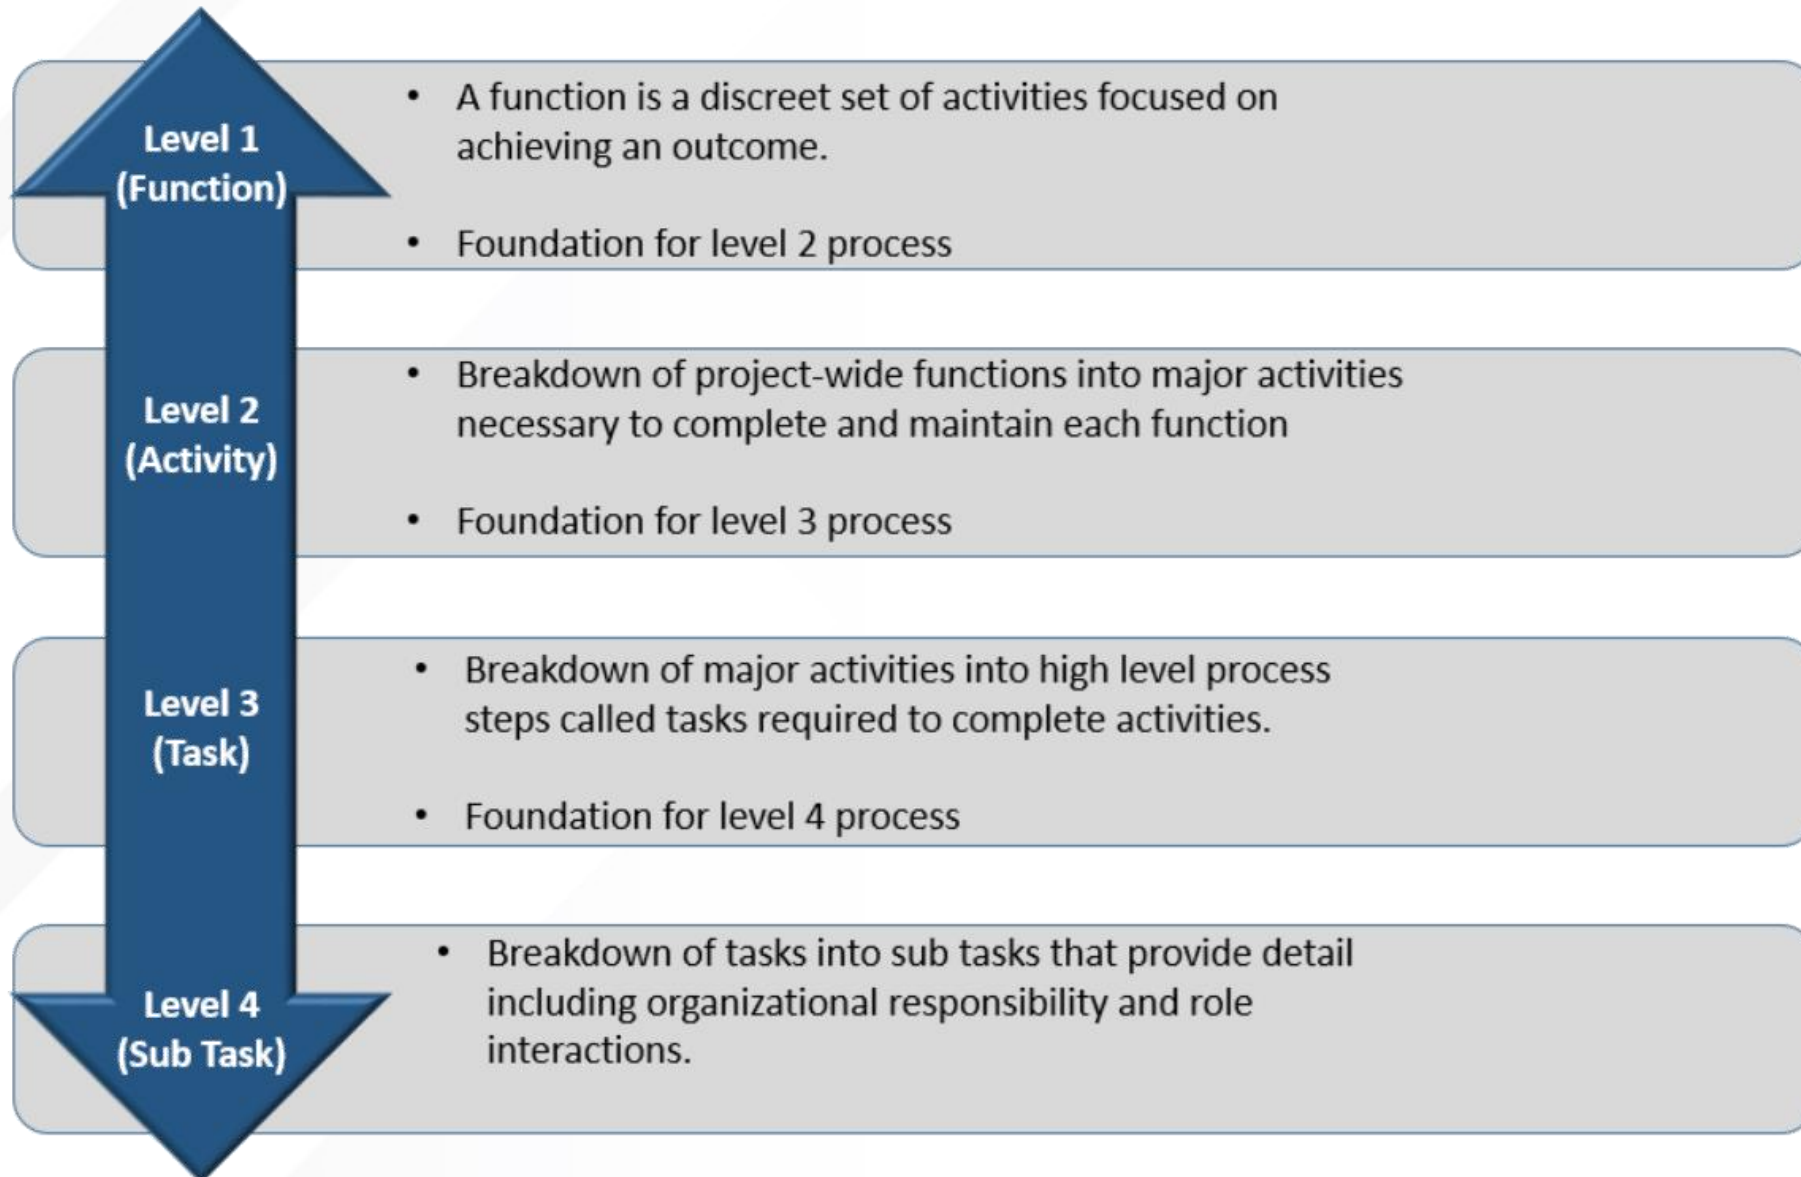 Level 1
(Function)
• A function is a discreet set of activities focused on
achieving an outcome.
• Foundation for level 2 process
Level 2
(Activity)
• Breakdown of project-wide functions into major activities
necessary to complete and maintain each function
• Foundation for level 3 process
Level 3
(Task)
• Breakdown of major activities into high level process
steps called tasks required to complete activities.
• Foundation for level 4 process
Level 4
(Sub Task)
• Breakdown of tasks into sub tasks that provide detail
including organizational responsibility and role
interactions.